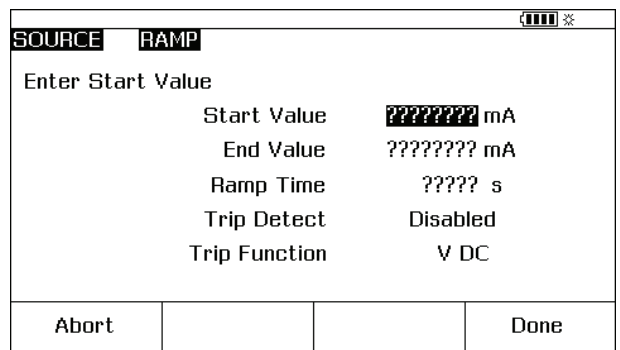 SOURCE RAMP
Enter Start Value
Start Value ???????? mA
End Value ???????? mA
Ramp Time ????? s
Trip Detect Disabled
Trip Function V DC
Abort Done